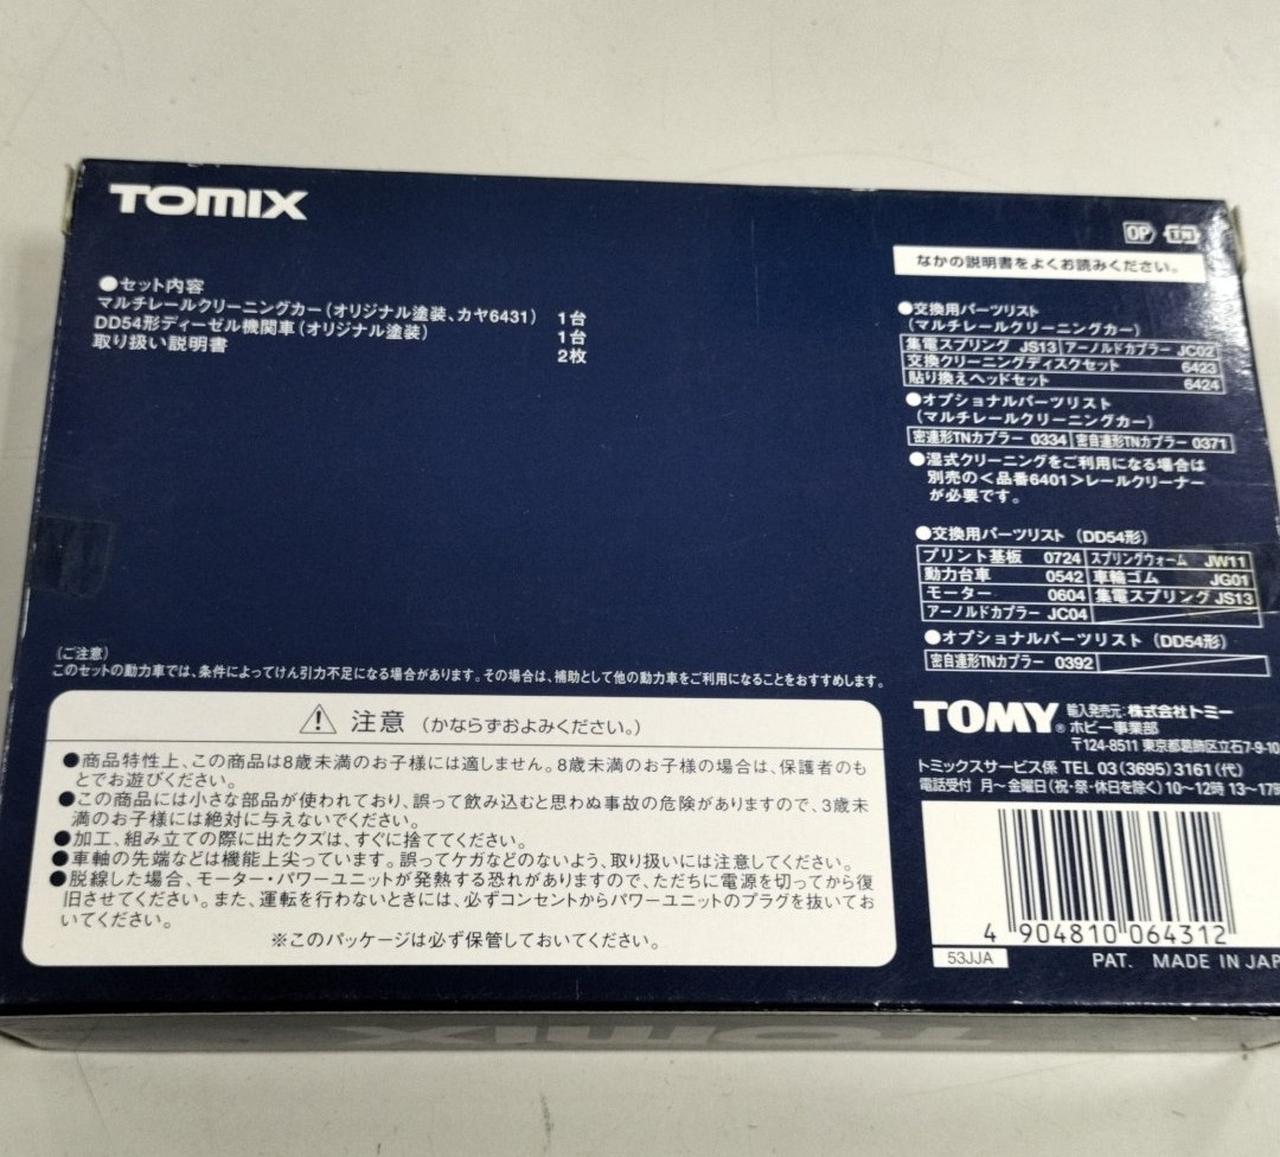 TOMIX
●セット内容
マルチレールクリーニングカー(オリジナル塗装、カヤ6431) 1台
DD54形ディーゼル機関車(オリジナル塗装) 1台
取り扱い説明書 2枚
(ご注意)
このセットの動力車では、条件によってけん引力不足になる場合があります。その場合は、補助として他の動力車をご利用になることをおすすめします。
⚠ 注意 (かならずおよみください。)
●商品特性上、この商品は8歳未満のお子様には適しません。8歳未満のお子様の場合は、保護者のも
とでお遊びください。
●この商品には小さな部品が使われており、誤って飲み込むと思わぬ事故の危険がありますので、3歳未
満のお子様には絶対に与えないでください。
●加工、組み立ての際に出たクズは、すぐに捨ててください。
●車軸の先端などは機能上尖っています。誤ってケガなどのないよう、取り扱いには注意してください。
●脱線した場合、モーター・パワーユニットが発熱する恐れがありますので、ただちに電源を切ってから復
旧させてください。また、運転を行わないときには、必ずコンセントからパワーユニットのプラグを抜いてお
いてください。
※このパッケージは必ず保管しておいてください。
OP TN
なかの説明書をよくお読みください。
●交換用パーツリスト
(マルチレールクリーニングカー)
集電スプリング JS13 アーノルドカプラー JC02
交換クリーニングディスクセット 6423
貼り換えヘッドセット 6424
●オプショナルパーツリスト
(マルチレールクリーニングカー)
密連形TNカプラー 0334 密自連形TNカプラー 0371
●湿式クリーニングをご利用になる場合は
別売の<品番6401>レールクリーナー
が必要です。
●交換用パーツリスト (DD54形)
プリント基板 0724 スプリングウォーム JW11
動力台車 0542 車輪ゴム JG01
モーター 0604 集電スプリング JS13
アーノルドカプラー JC04
●オプショナルパーツリスト (DD54形)
密自連形TNカプラー 0392
TOMY® 輸入発売元:株式会社トミー
ホビー事業部
〒124-8511 東京都葛飾区立石7-9-10
トミックスサービス係 TEL 03(3695)3161(代)
電話受付 月〜金曜日(祝・祭・休日を除く)10〜12時 13〜17時
4 904810 064312
53JJA PAT. MADE IN JAP
TOMIX